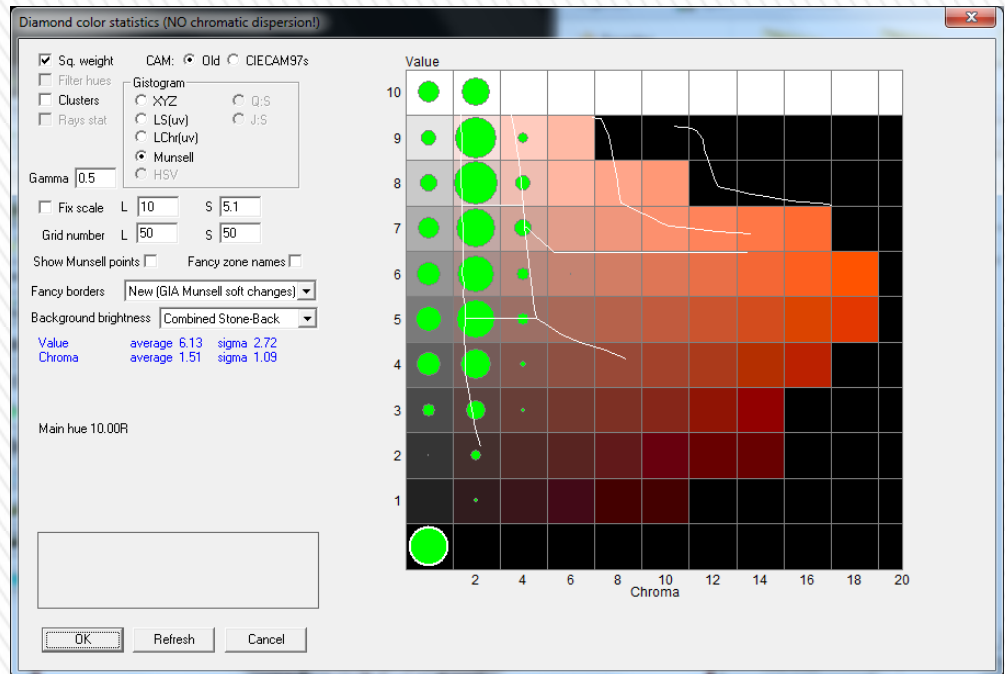 Diamond color statistics (NO chromatic dispersion!)
Sq. weight CAM: Old CIECAM97s
Filter hues
Clusters
Rays stat
Gistogram
XYZ Q:S
LS(uv) J:S
LChr(uv)
Munsell
HSV
Gamma 0.5
Fix scale L 10 S 5.1
Grid number L 50 S 50
Show Munsell points Fancy zone names
Fancy borders New (GIA Munsell soft changes)
Background brightness Combined Stone-Back
Value average 6.13 sigma 2.72
Chroma average 1.51 sigma 1.09
Main hue 10.00R
OK Refresh Cancel
Value
10
9
8
7
6
5
4
3
2
1
2 4 6 8 10 12 14 16 18 20
Chroma